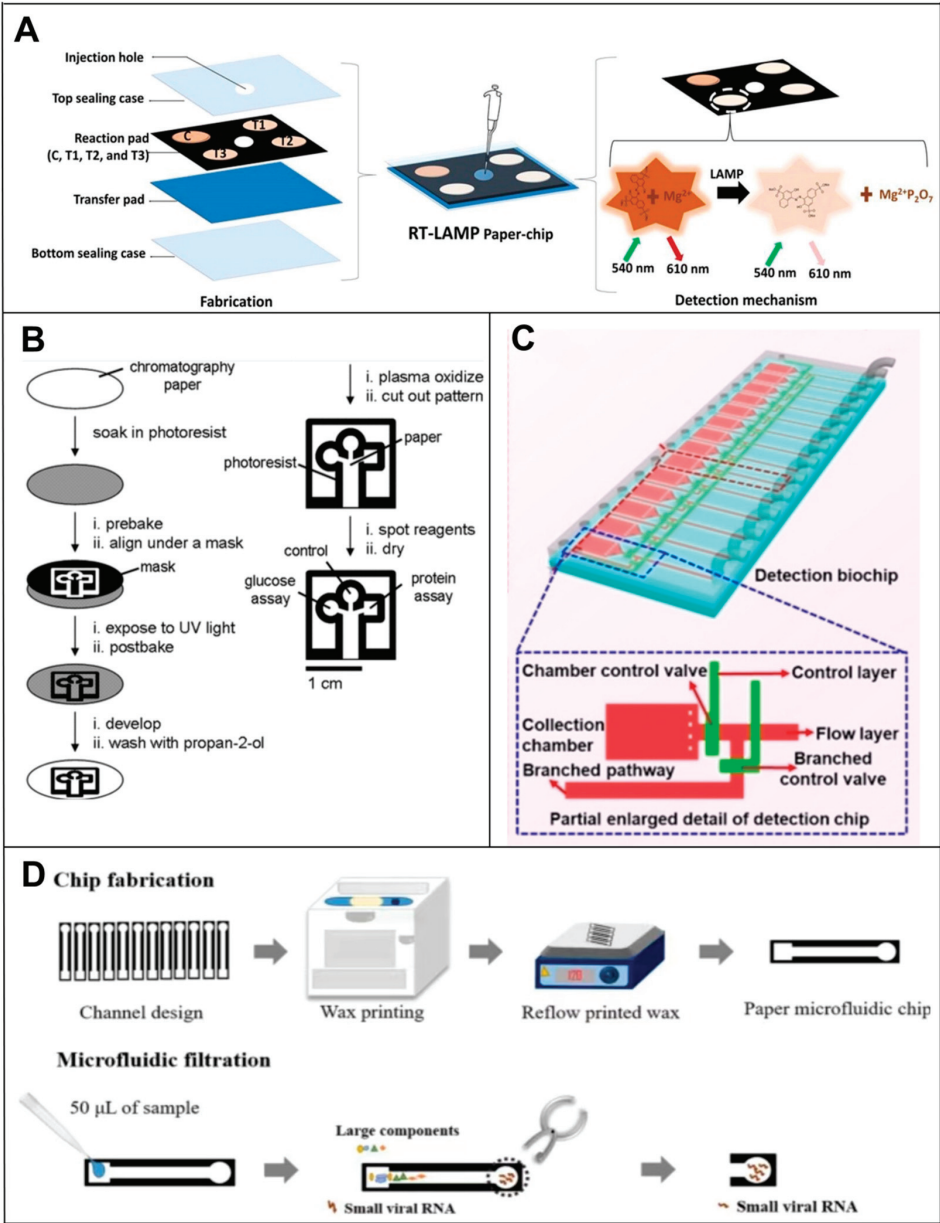 A
Injection hole
Top sealing case
Reaction pad
(C, T1, T2, and T3)
Transfer pad
Bottom sealing case
C
T1
T2
T3
Fabrication
RT-LAMP Paper-chip
+ Mg2+
LAMP
+ Mg2+P2O7
540 nm
610 nm
540 nm
610 nm
Detection mechanism
B
chromatography
paper
soak in photoresist
i. prebake
ii. align under a mask
mask
i. expose to UV light
ii. postbake
i. develop
ii. wash with propan-2-ol
i. plasma oxidize
ii. cut out pattern
paper
photoresist
i. spot reagents
ii. dry
control
glucose
assay
protein
assay
1 cm
C
Detection biochip
Chamber control valve
Control layer
Collection
chamber
Flow layer
Branched pathway
Branched
control valve
Partial enlarged detail of detection chip
D
Chip fabrication
120
Channel design
Wax printing
Reflow printed wax
Paper microfluidic chip
Microfluidic filtration
50 μL of sample
Large components
Small viral RNA
Small viral RNA